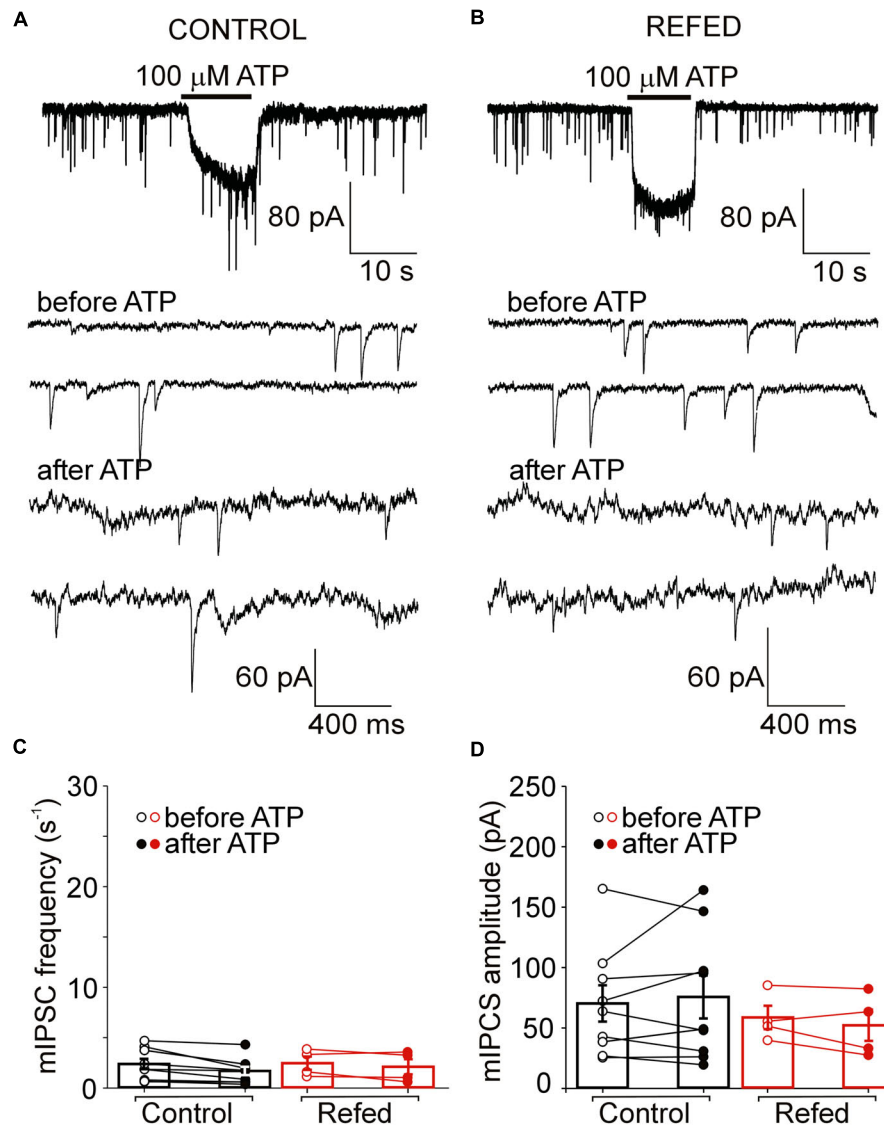 A
CONTROL
100 μM ATP
80 pA
10 s
before ATP
after ATP
60 pA
400 ms
B
REFED
100 μM ATP
80 pA
10 s
before ATP
after ATP
60 pA
400 ms
C
mIPSC frequency (s⁻¹)
30
20
10
0
before ATP
after ATP
Control
Refed
D
mIPCS amplitude (pA)
250
200
150
100
50
0
before ATP
after ATP
Control
Refed